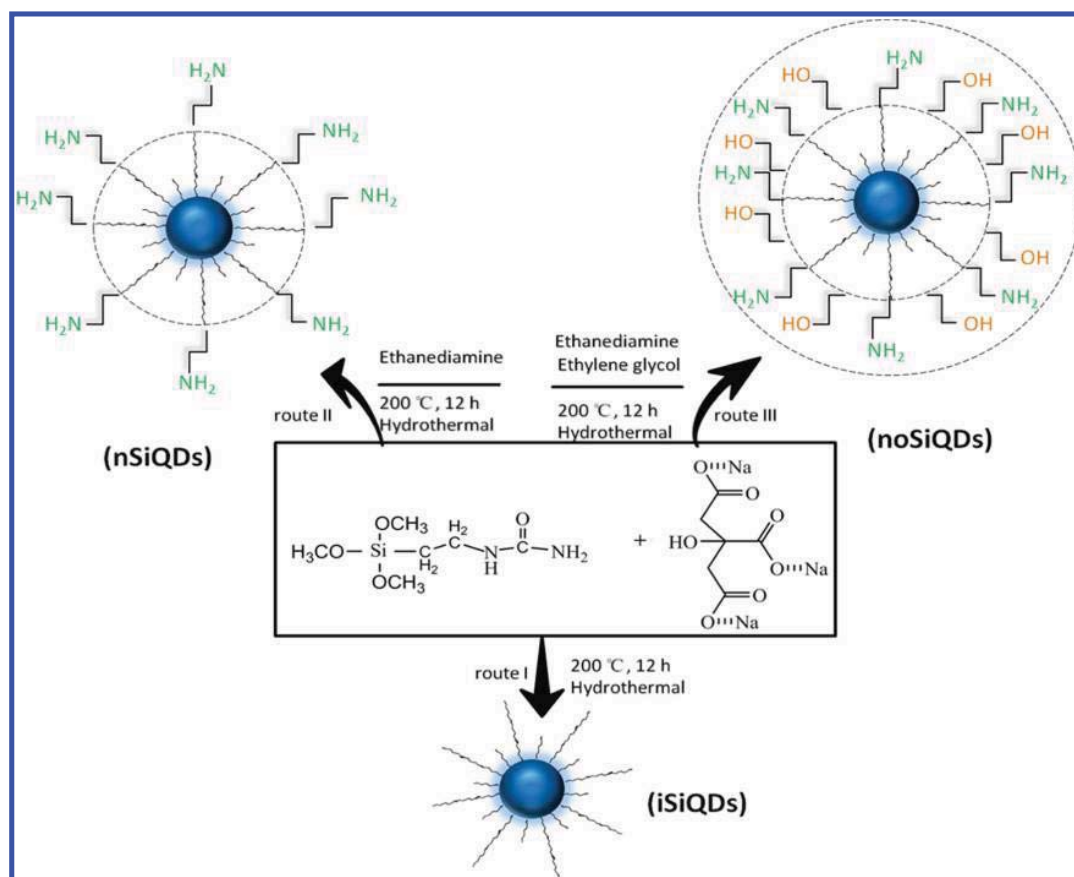 H₂N
H₂N
NH₂
H₂N
NH₂
H₂N
NH₂
NH₂
(nSiQDs)
H₂N
HO
OH
H₂N
NH₂
HO
OH
H₂N
NH₂
HO
OH
H₂N
NH₂
HO
OH
NH₂
(noSiQDs)
Ethanediamine
200 ℃, 12 h
Hydrothermal
route II
Ethanediamine
Ethylene glycol
200 ℃, 12 h
Hydrothermal
route III
OCH₃
H₃CO
Si
OCH₃
C
H₂
H₂
C
N
H
O
C
NH₂
+
O
Na
O
HO
O
O
Na
O
O
Na
route I
200 ℃, 12 h
Hydrothermal
(iSiQDs)